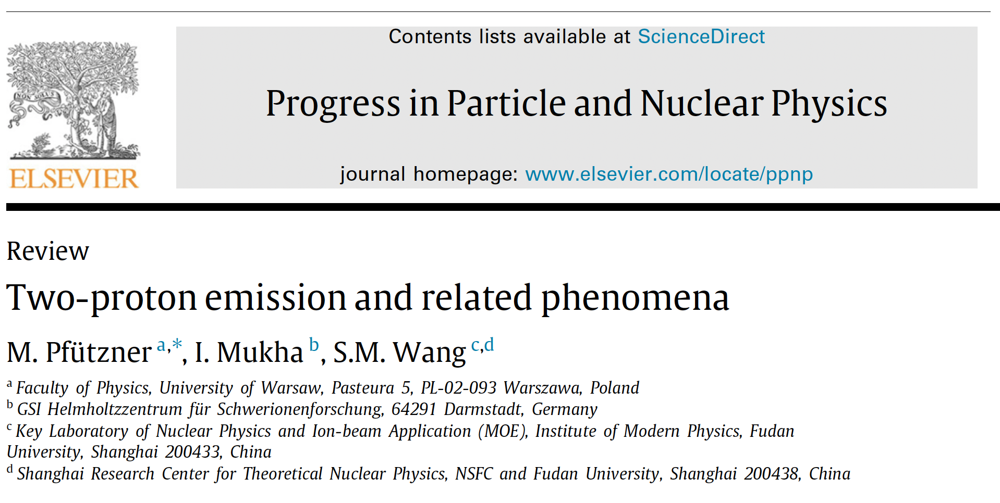 Contents lists available at ScienceDirect
NON SOLUS
Progress in Particle and Nuclear Physics
journal homepage: www.elsevier.com/locate/ppnp
ELSEVIER
Review
Two-proton emission and related phenomena
M. Pfützner a,*, I. Mukha b, S.M. Wang c,d
a Faculty of Physics, University of Warsaw, Pasteura 5, PL-02-093 Warszawa, Poland
b GSI Helmholtzzentrum für Schwerionenforschung, 64291 Darmstadt, Germany
c Key Laboratory of Nuclear Physics and Ion-beam Application (MOE), Institute of Modern Physics, Fudan
University, Shanghai 200433, China
d Shanghai Research Center for Theoretical Nuclear Physics, NSFC and Fudan University, Shanghai 200438, China